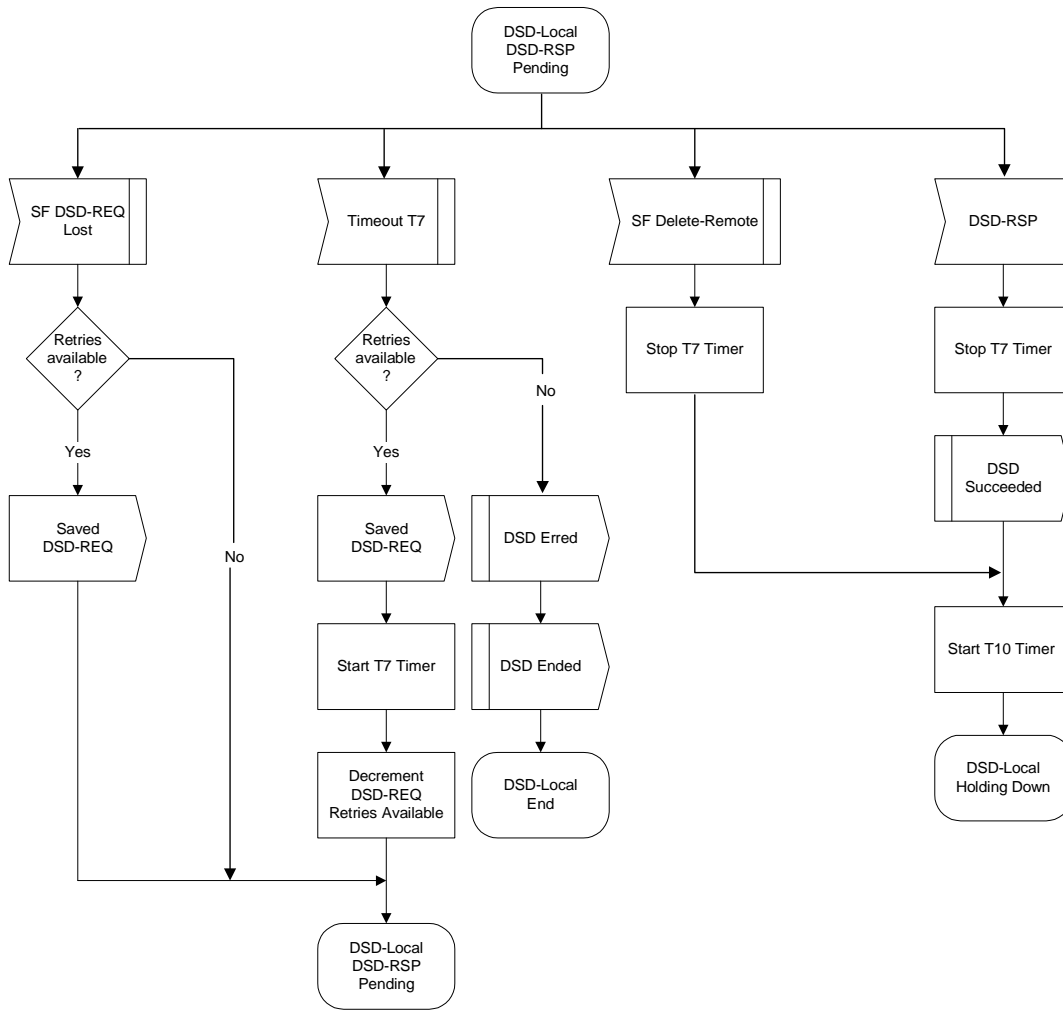 DSD-Local
DSD-RSP
Pending
SF DSD-REQ
Lost
Timeout T7
SF Delete-Remote
DSD-RSP
Retries
available
?
Retries
available
?
Stop T7 Timer
Stop T7 Timer
No
Yes
Yes
DSD
Succeeded
Saved
DSD-REQ
Saved
DSD-REQ
DSD Erred
No
Start T7 Timer
DSD Ended
Start T10 Timer
Decrement
DSD-REQ
Retries Available
DSD-Local
End
DSD-Local
Holding Down
DSD-Local
DSD-RSP
Pending